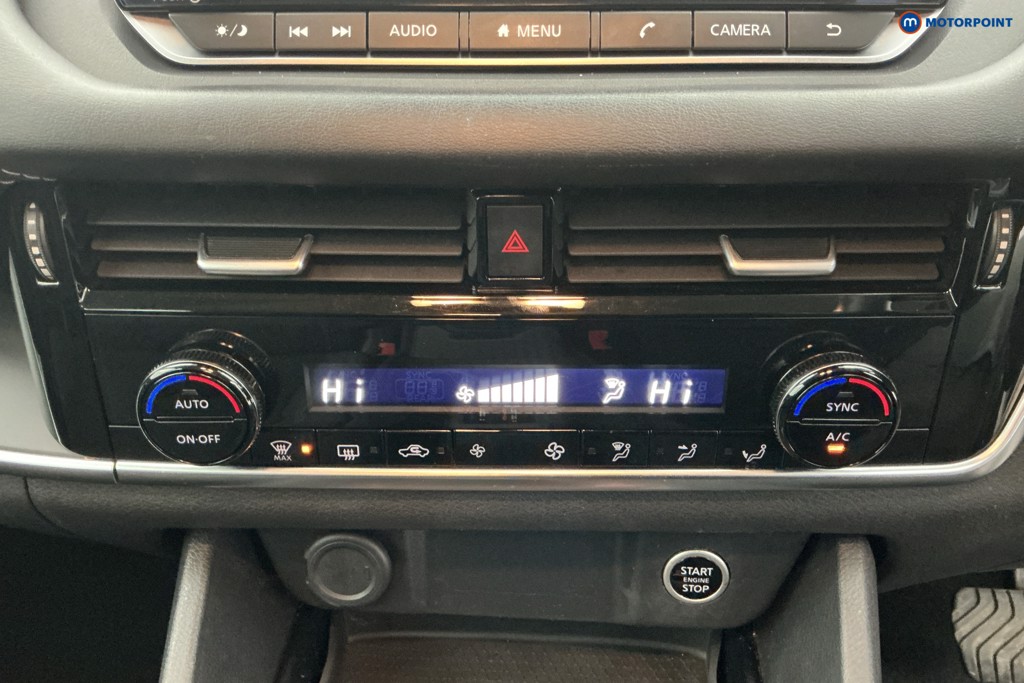 MOTORPOINT
AUDIO MENU CAMERA
Hi Hi
AUTO
ON·OFF
MAX
SYNC
A/C
START
ENGINE
STOP